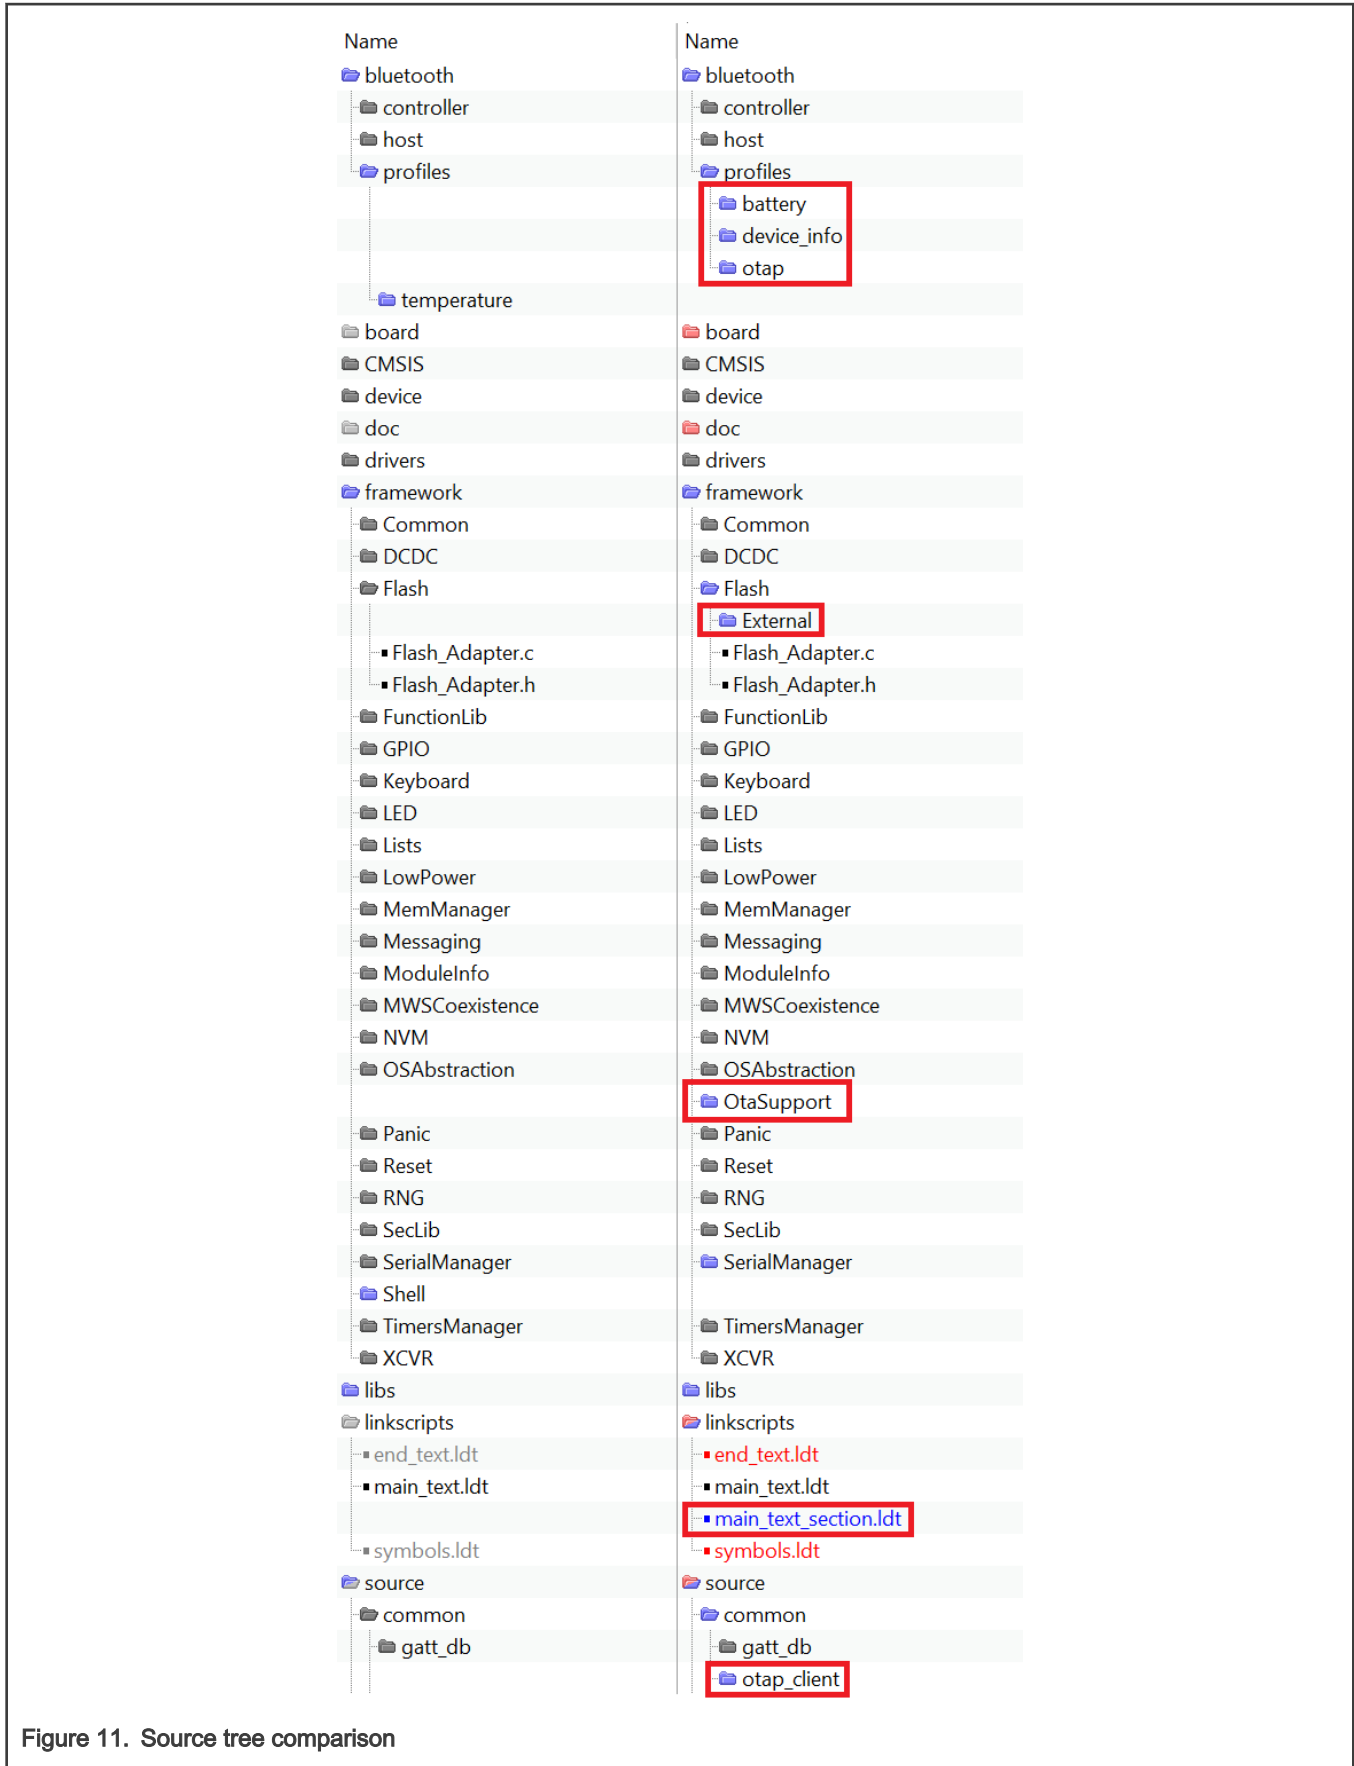 Name Name
bluetooth bluetooth
controller controller
host host
profiles profiles
battery
device_info
otap
temperature
board board
CMSIS CMSIS
device device
doc doc
drivers drivers
framework framework
Common Common
DCDC DCDC
Flash Flash
External
Flash_Adapter.c Flash_Adapter.c
Flash_Adapter.h Flash_Adapter.h
FunctionLib FunctionLib
GPIO GPIO
Keyboard Keyboard
LED LED
Lists Lists
LowPower LowPower
MemManager MemManager
Messaging Messaging
ModuleInfo ModuleInfo
MWSCoexistence MWSCoexistence
NVM NVM
OSAbstraction OSAbstraction
OtaSupport
Panic Panic
Reset Reset
RNG RNG
SecLib SecLib
SerialManager SerialManager
Shell
TimersManager TimersManager
XCVR XCVR
libs libs
linkscripts linkscripts
end_text.ldt end_text.ldt
main_text.ldt main_text.ldt
main_text_section.ldt
symbols.ldt symbols.ldt
source source
common common
gatt_db gatt_db
otap_client
Figure 11. Source tree comparison